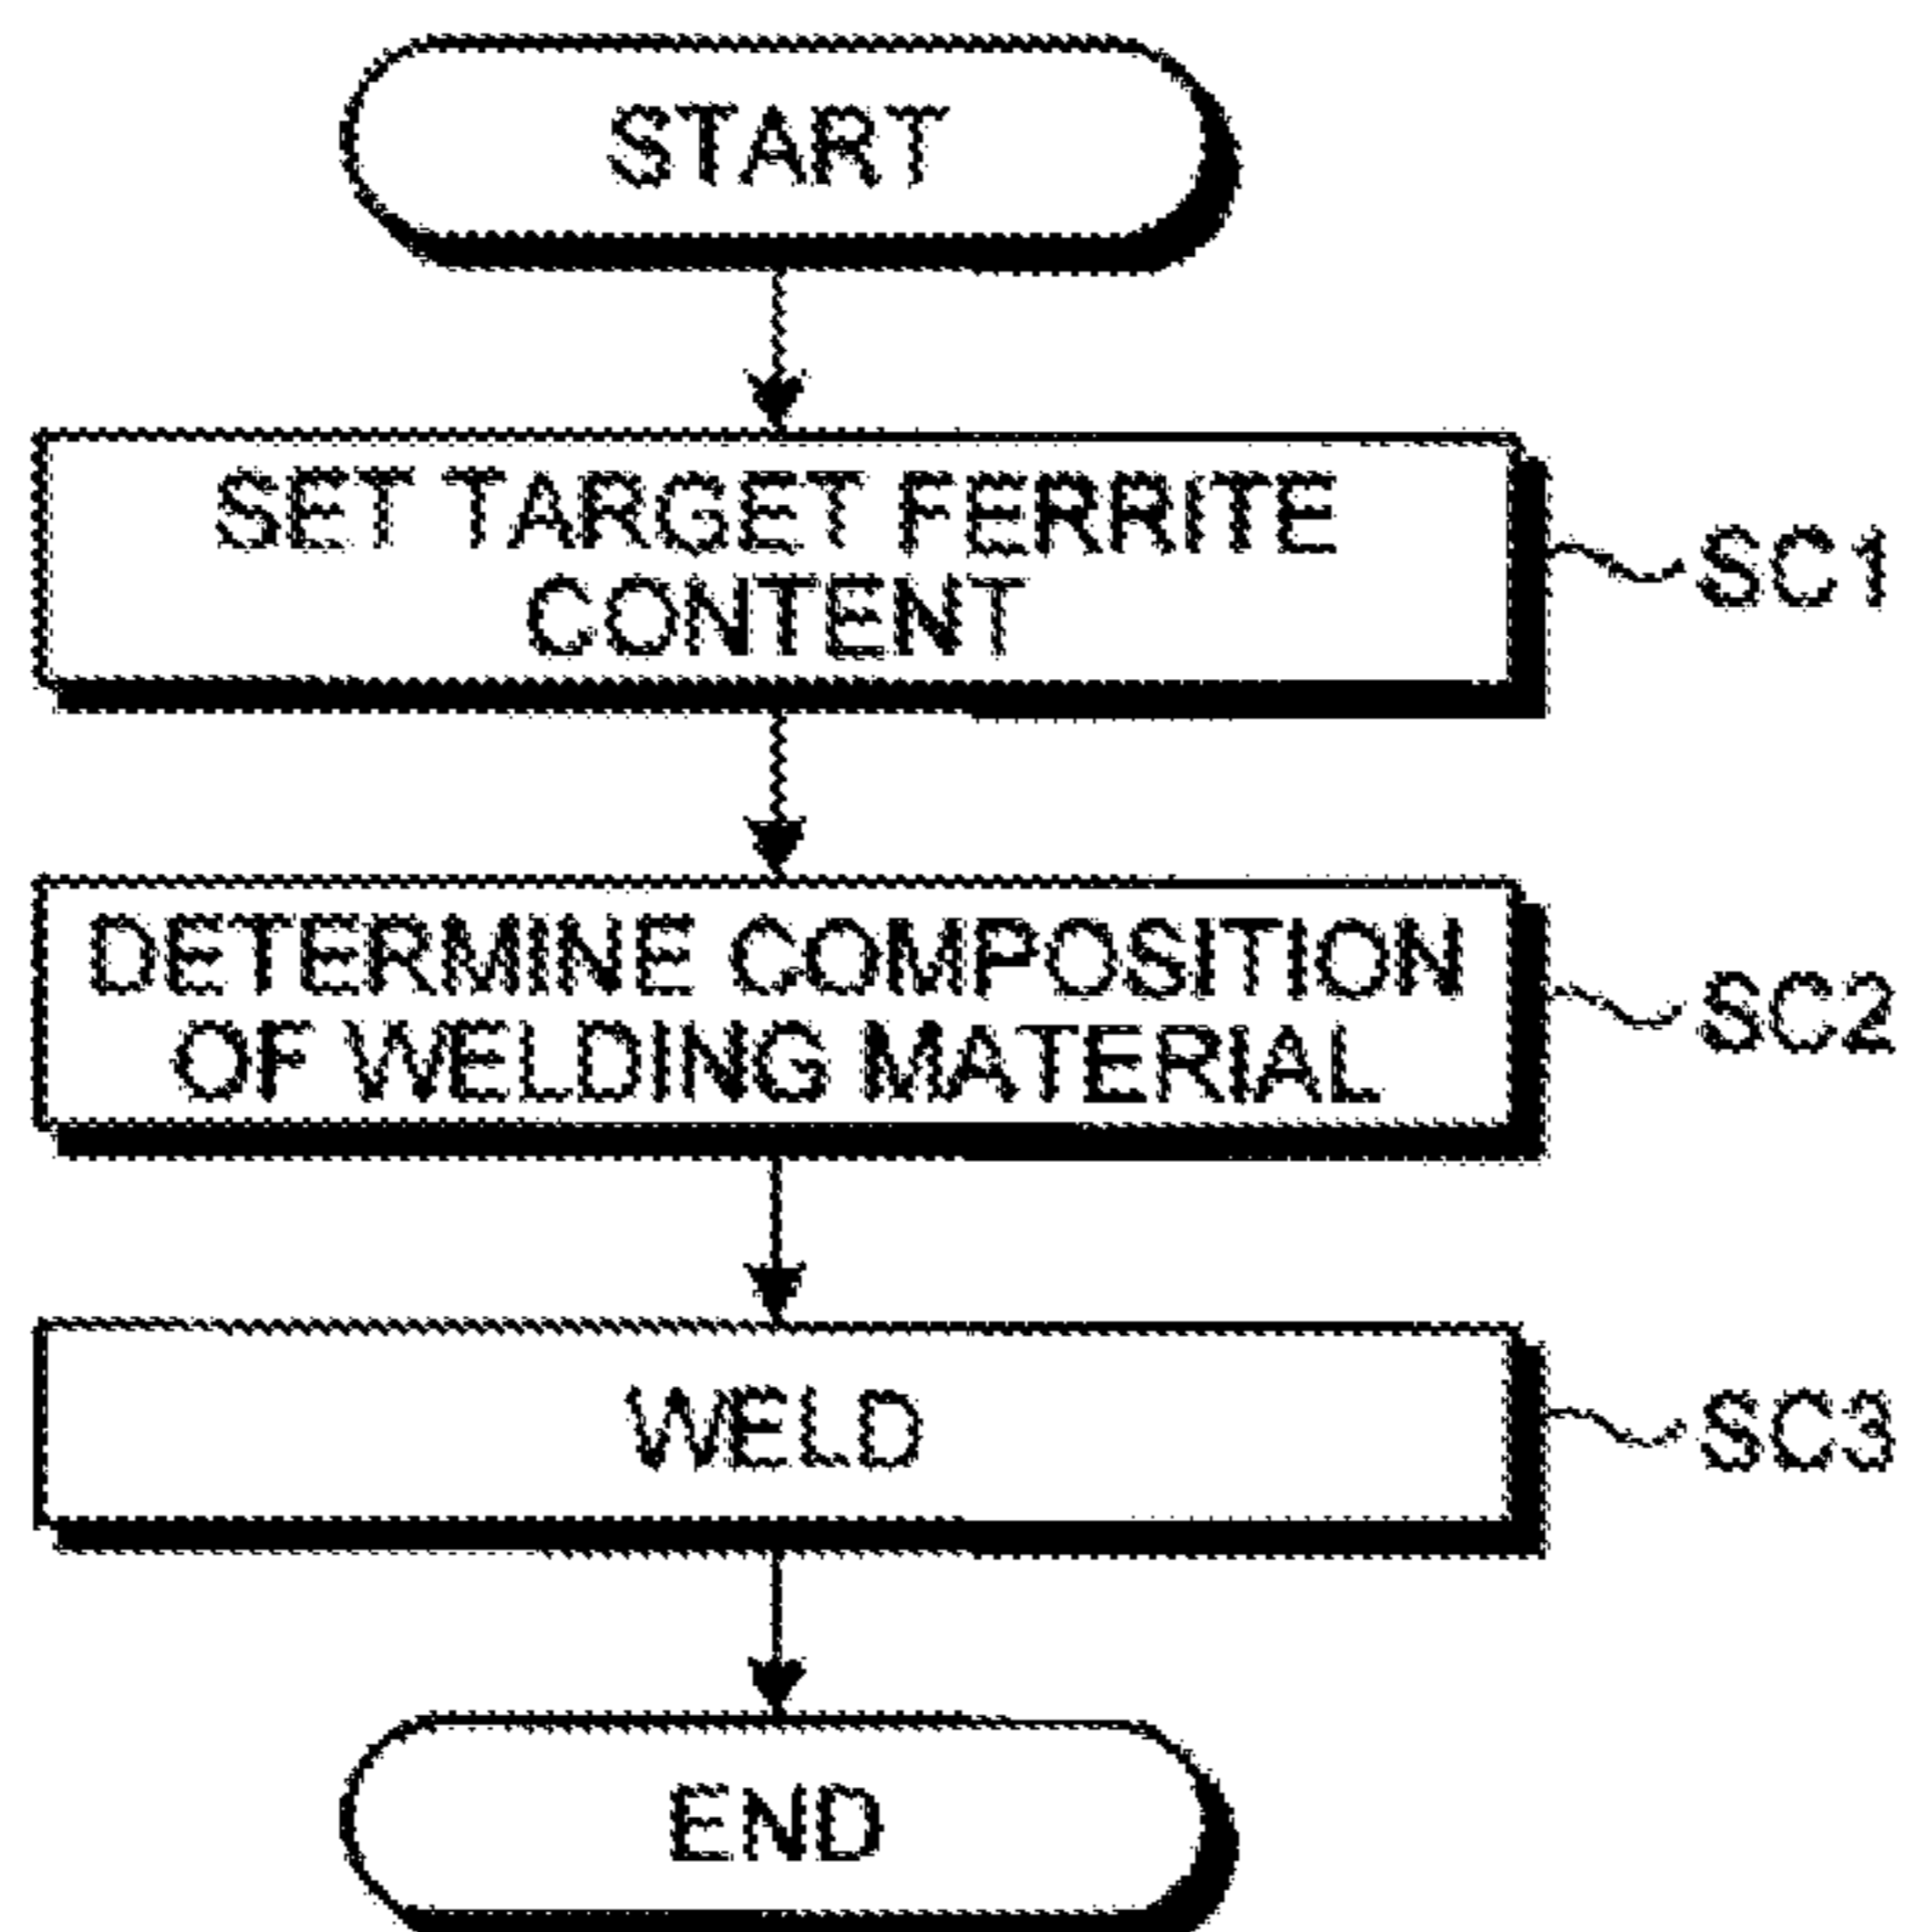 START
SET TARGET FERRITE
CONTENT
SC1
DETERMINE COMPOSITION
OF WELDING MATERIAL
SC2
WELD
SC3
END